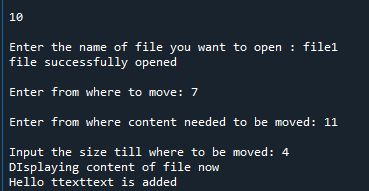 10
Enter the name of file you want to open : file1
file successfully opened
Enter from where to move: 7
Enter from where content needed to be moved: 11
Input the size till where to be moved: 4
DIsplaying content of file now
Hello ttexttext is added